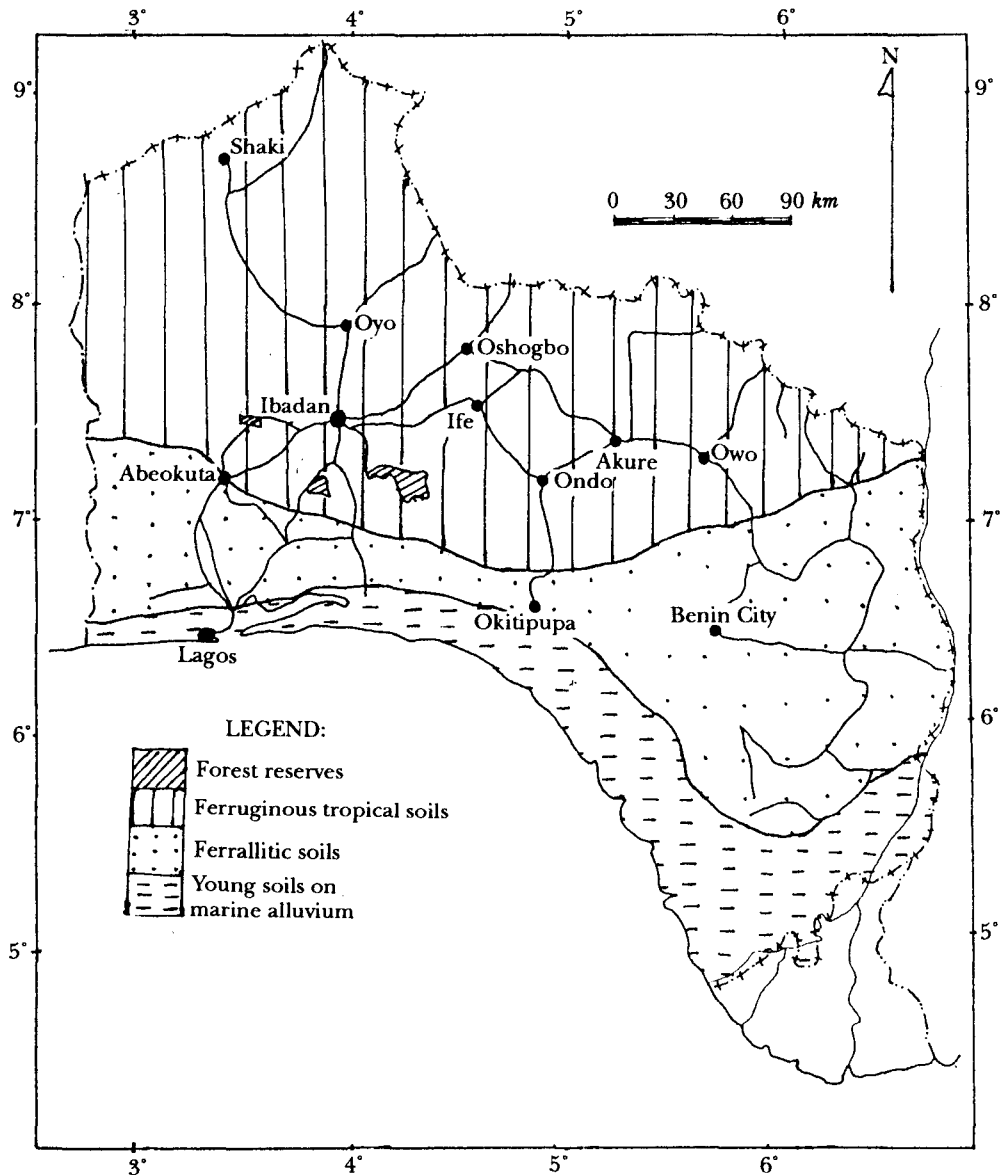 3° 4° 5° 6°
N
9° 9°
Shaki
0 30 60 90 km
8° 8°
Oyo
Oshogbo
Ibadan
Ife
Akure
Owo
Abeokuta
Ondo
7° 7°
Okitipupa
Benin City
Lagos
6° 6°
LEGEND:
Forest reserves
Ferruginous tropical soils
Ferrallitic soils
Young soils on
marine alluvium
5° 5°
3° 4° 5° 6°